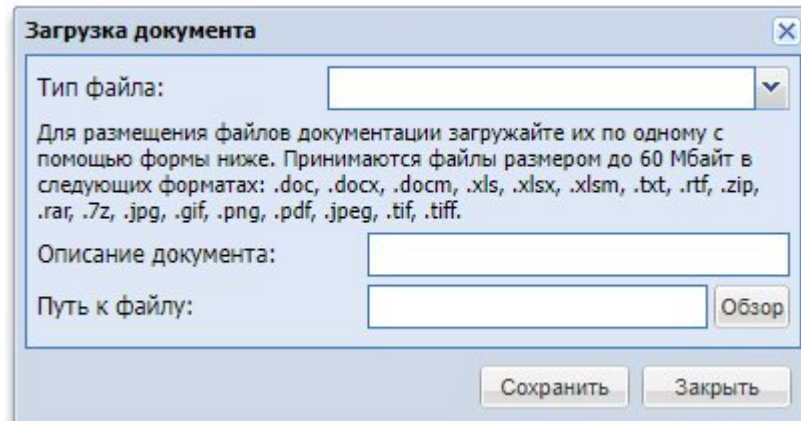 Загрузка документа
Тип файла:
Для размещения файлов документации загружайте их по одному с
помощью формы ниже. Принимаются файлы размером до 60 Мбайт в
следующих форматах: .doc, .docx, .docm, .xls, .xlsx, .xlsm, .txt, .rtf, .zip,
.rar, .7z, .jpg, .gif, .png, .pdf, .jpeg, .tif, .tiff.
Описание документа:
Путь к файлу:
Обзор
Сохранить
Закрыть